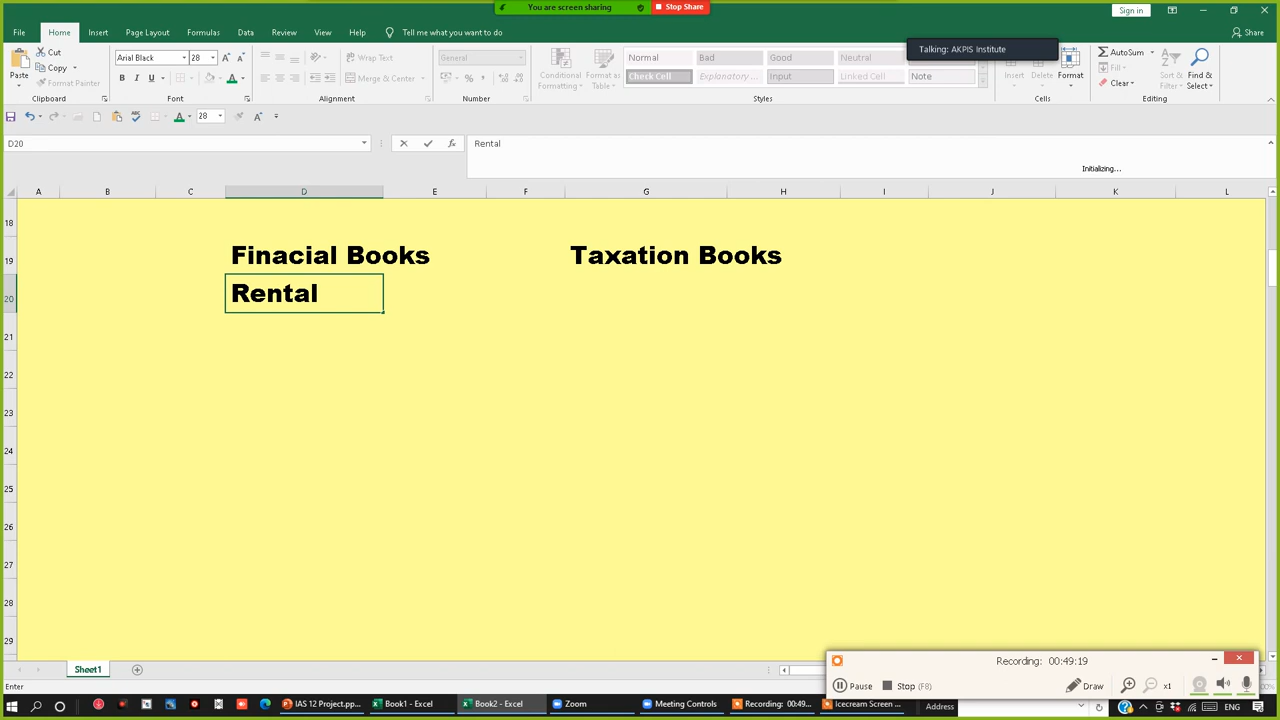 You are screen sharing
Stop Share
Sign in
File Home Insert Page Layout Formulas Data Review View Help Tell me what you want to do Share
Talking: AKPIS Institute
Paste Cut Copy Format Painter
Clipboard
Arial Black 28
B I U
Font
Wrap Text
Merge & Center
Alignment
General
Number
Conditional Formatting
Format as Table
Normal Bad Good Neutral
Check Cell Explanatory ... Input Linked Cell Note
Styles
Insert Delete Format
Cells
AutoSum
Fill
Clear
Sort & Filter
Find & Select
Editing
28
D20 fx Rental
Initializing...
A B C D E F G H I J K L
18
19 Finacial Books Taxation Books
20 Rental
21
22
23
24
25
26
27
28
29
Sheet1
Enter
Recording: 00:49:19
Pause Stop (F8) Draw x1
IAS 12 Project.pp...
Book1 - Excel
Book2 - Excel
Zoom
Meeting Controls
Recording: 00:49...
Icecream Screen ...
Address
ENG